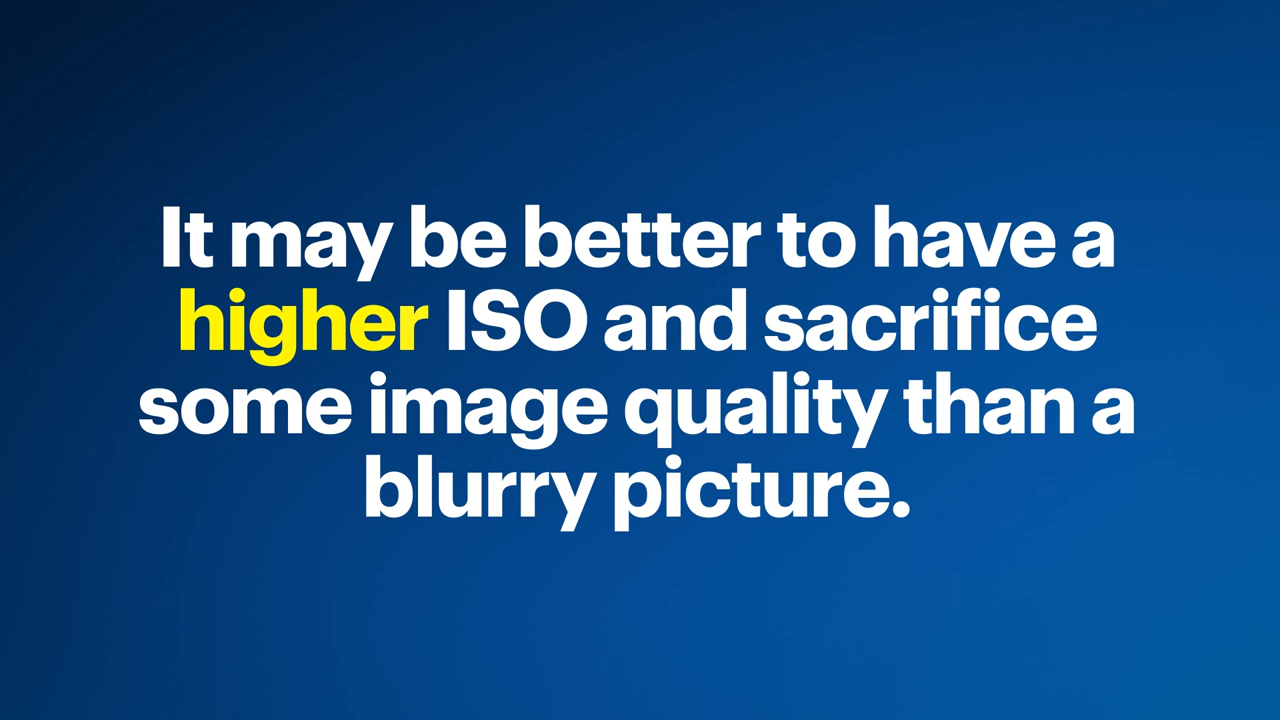 It may be better to have a
higher ISO and sacrifice
some image quality than a
blurry picture.